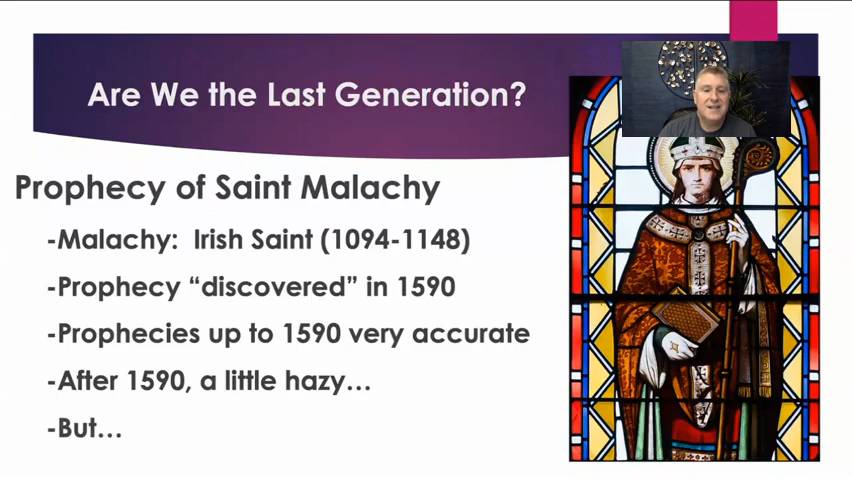 Are We the Last Generation?
Prophecy of Saint Malachy
-Malachy: Irish Saint (1094-1148)
-Prophecy “discovered” in 1590
-Prophecies up to 1590 very accurate
-After 1590, a little hazy…
-But…